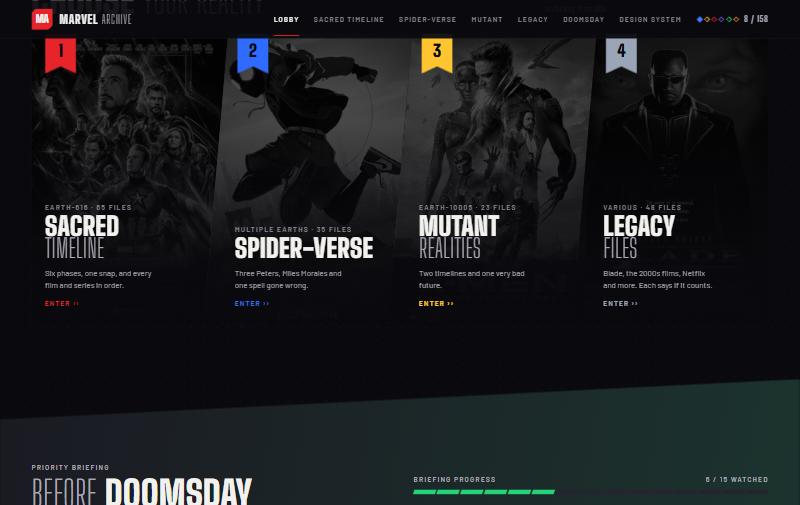 YOUR REALITY
MA MARVEL ARCHIVE
LOBBY SACRED TIMELINE SPIDER-VERSE MUTANT LEGACY DOOMSDAY DESIGN SYSTEM 8 / 158
1 2 3 4
EARTH-616 · 65 FILES
SACRED
TIMELINE
Six phases, one snap, and every
film and series in order.
ENTER ››
MULTIPLE EARTHS · 35 FILES
SPIDER-VERSE
Three Peters, Miles Morales and
one spell gone wrong.
ENTER ››
EARTH-10005 · 23 FILES
MUTANT
REALITIES
Two timelines and one very bad
future.
ENTER ››
VARIOUS · 46 FILES
LEGACY
FILES
Blade, the 2000s films, Netflix
and more. Each says if it counts.
ENTER ››
PRIORITY BRIEFING
BEFORE DOOMSDAY
BRIEFING PROGRESS 6 / 15 WATCHED